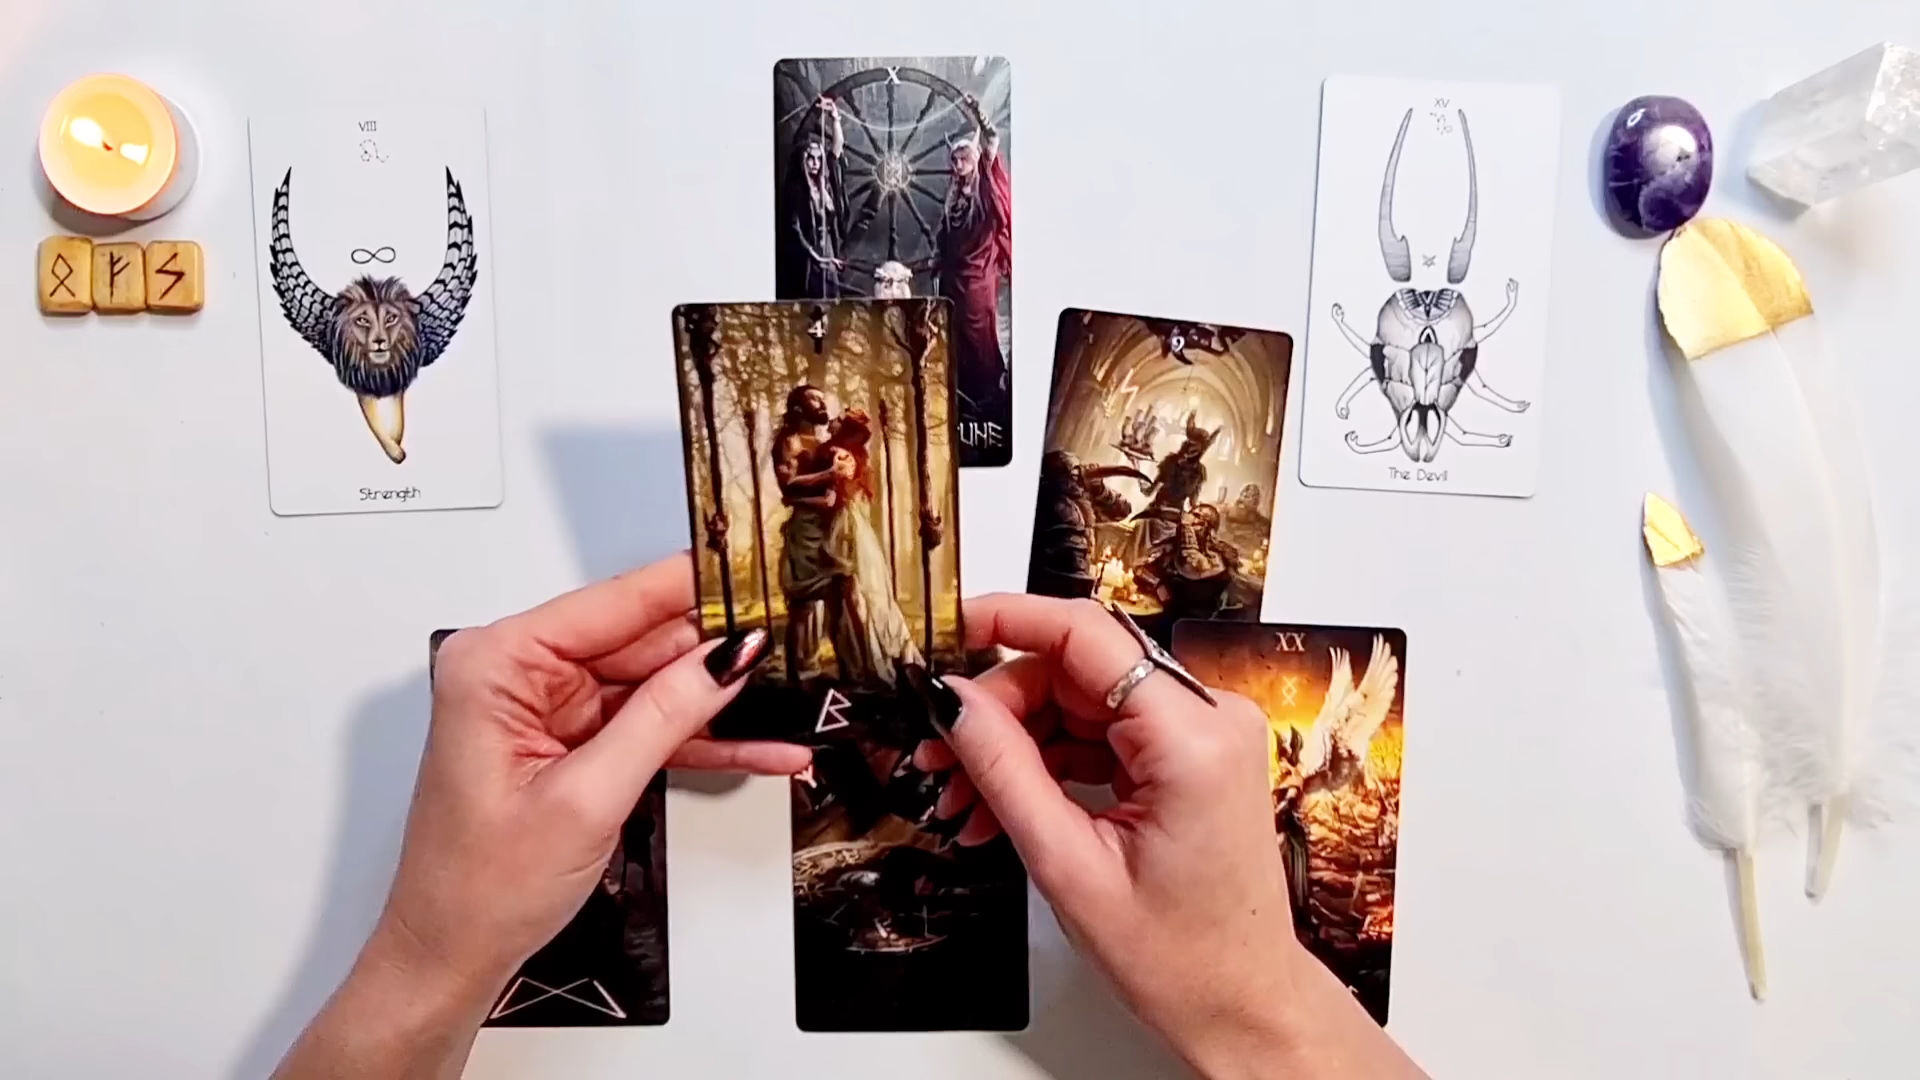 VIII
Strength
X
UNE
XV
The Devil
ᛟ ᚠ ᛊ
4
ᛒ
9
ᛊ
XX
ᛝ
ᛞ